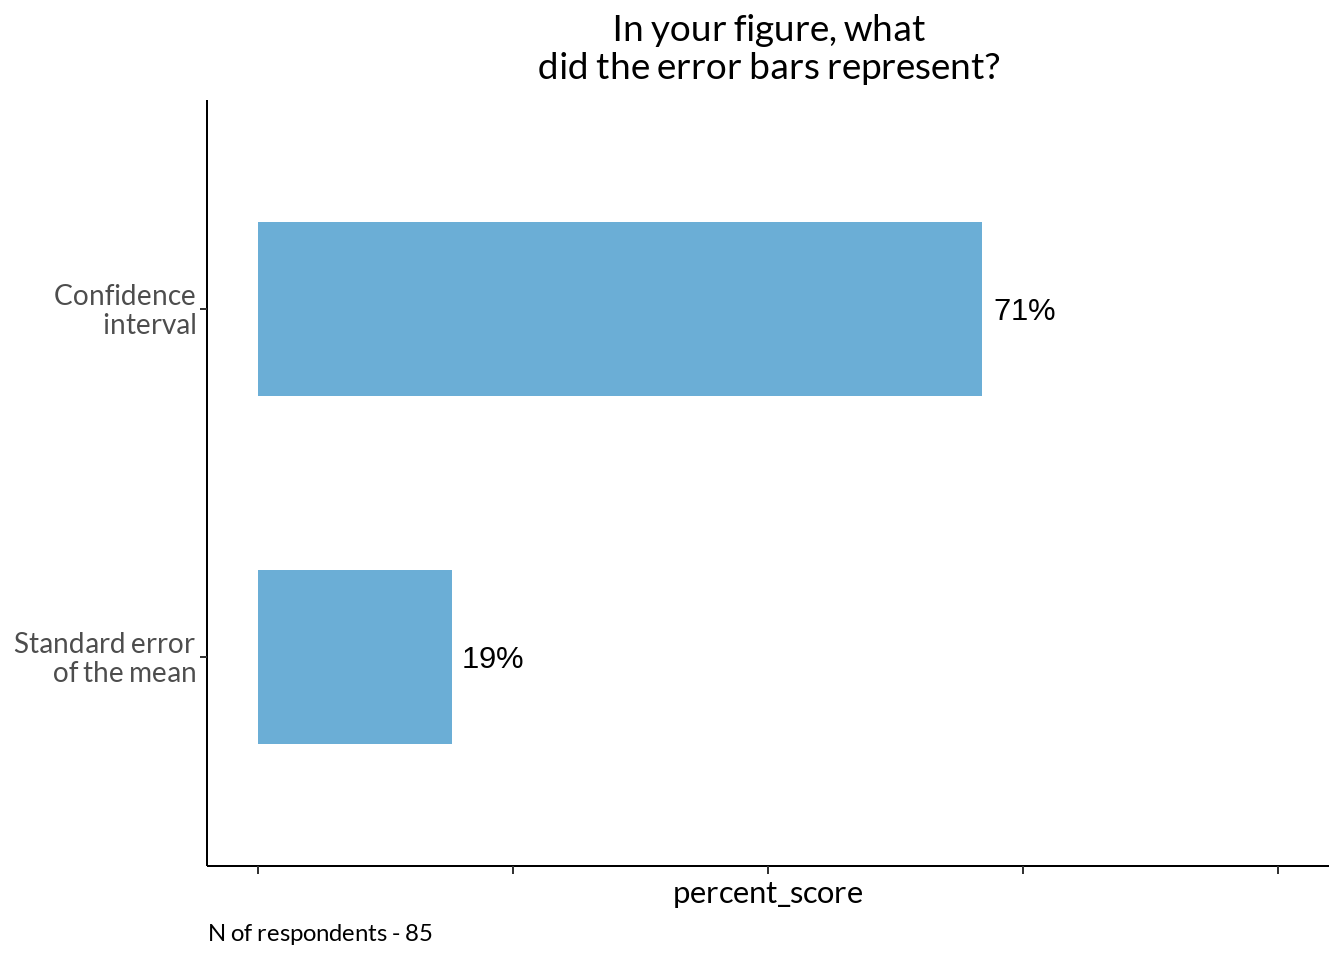 In your figure, what
did the error bars represent?
Confidence
interval
71%
Standard error
of the mean
19%
percent_score
N of respondents - 85